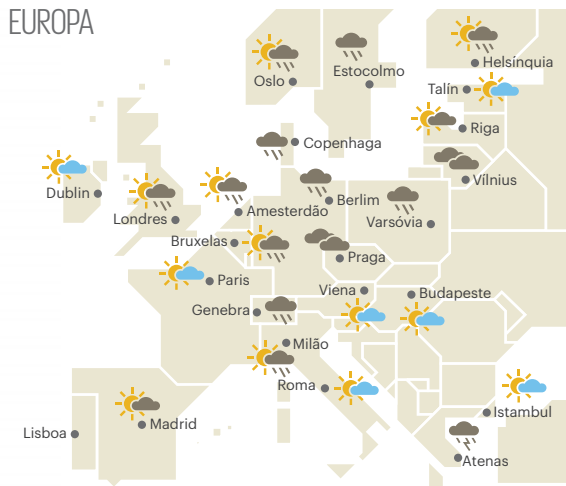 EUROPA
Oslo
Estocolmo
Helsínquia
Talín
Riga
Copenhaga
Vílnius
Dublin
Londres
Amesterdão
Berlim
Varsóvia
Bruxelas
Praga
Paris
Viena
Budapeste
Genebra
Milão
Roma
Istambul
Madrid
Lisboa
Atenas